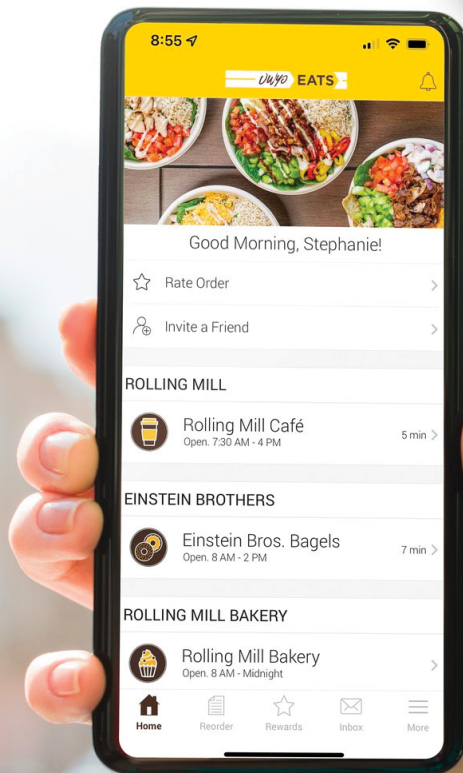 8:55
UWYO EATS
Good Morning, Stephanie!
Rate Order
Invite a Friend
ROLLING MILL
Rolling Mill Café
Open. 7:30 AM - 4 PM
5 min
EINSTEIN BROTHERS
Einstein Bros. Bagels
Open. 8 AM - 2 PM
7 min
ROLLING MILL BAKERY
Rolling Mill Bakery
Open. 8 AM - Midnight
Home
Reorder
Rewards
Inbox
More